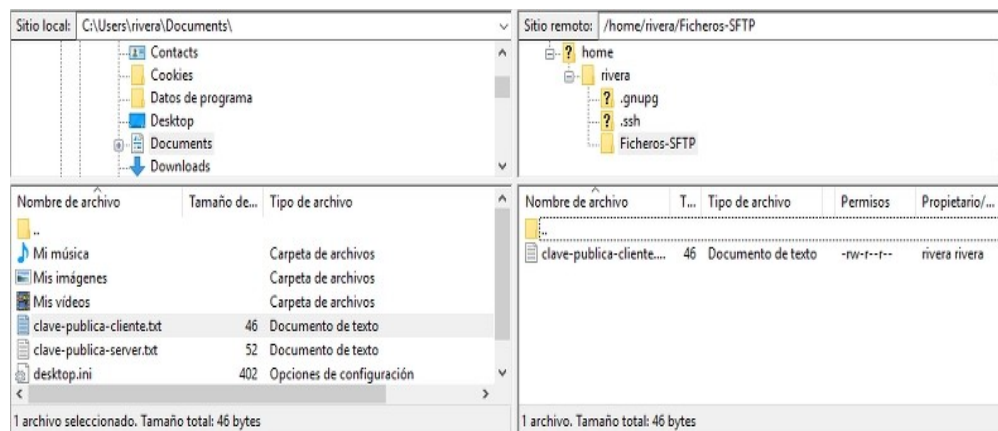 Sitio local: C:\Users\rivera\Documents\
Contacts
Cookies
Datos de programa
Desktop
Documents
Downloads
Nombre de archivo Tamaño de... Tipo de archivo
..
Mi música Carpeta de archivos
Mis imágenes Carpeta de archivos
Mis vídeos Carpeta de archivos
clave-publica-cliente.txt 46 Documento de texto
clave-publica-server.txt 52 Documento de texto
desktop.ini 402 Opciones de configuración
1 archivo seleccionado. Tamaño total: 46 bytes
Sitio remoto: /home/rivera/Ficheros-SFTP
home
rivera
.gnupg
.ssh
Ficheros-SFTP
Nombre de archivo T... Tipo de archivo Permisos Propietario/...
..
clave-publica-cliente.... 46 Documento de texto -rw-r--r-- rivera rivera
1 archivo. Tamaño total: 46 bytes